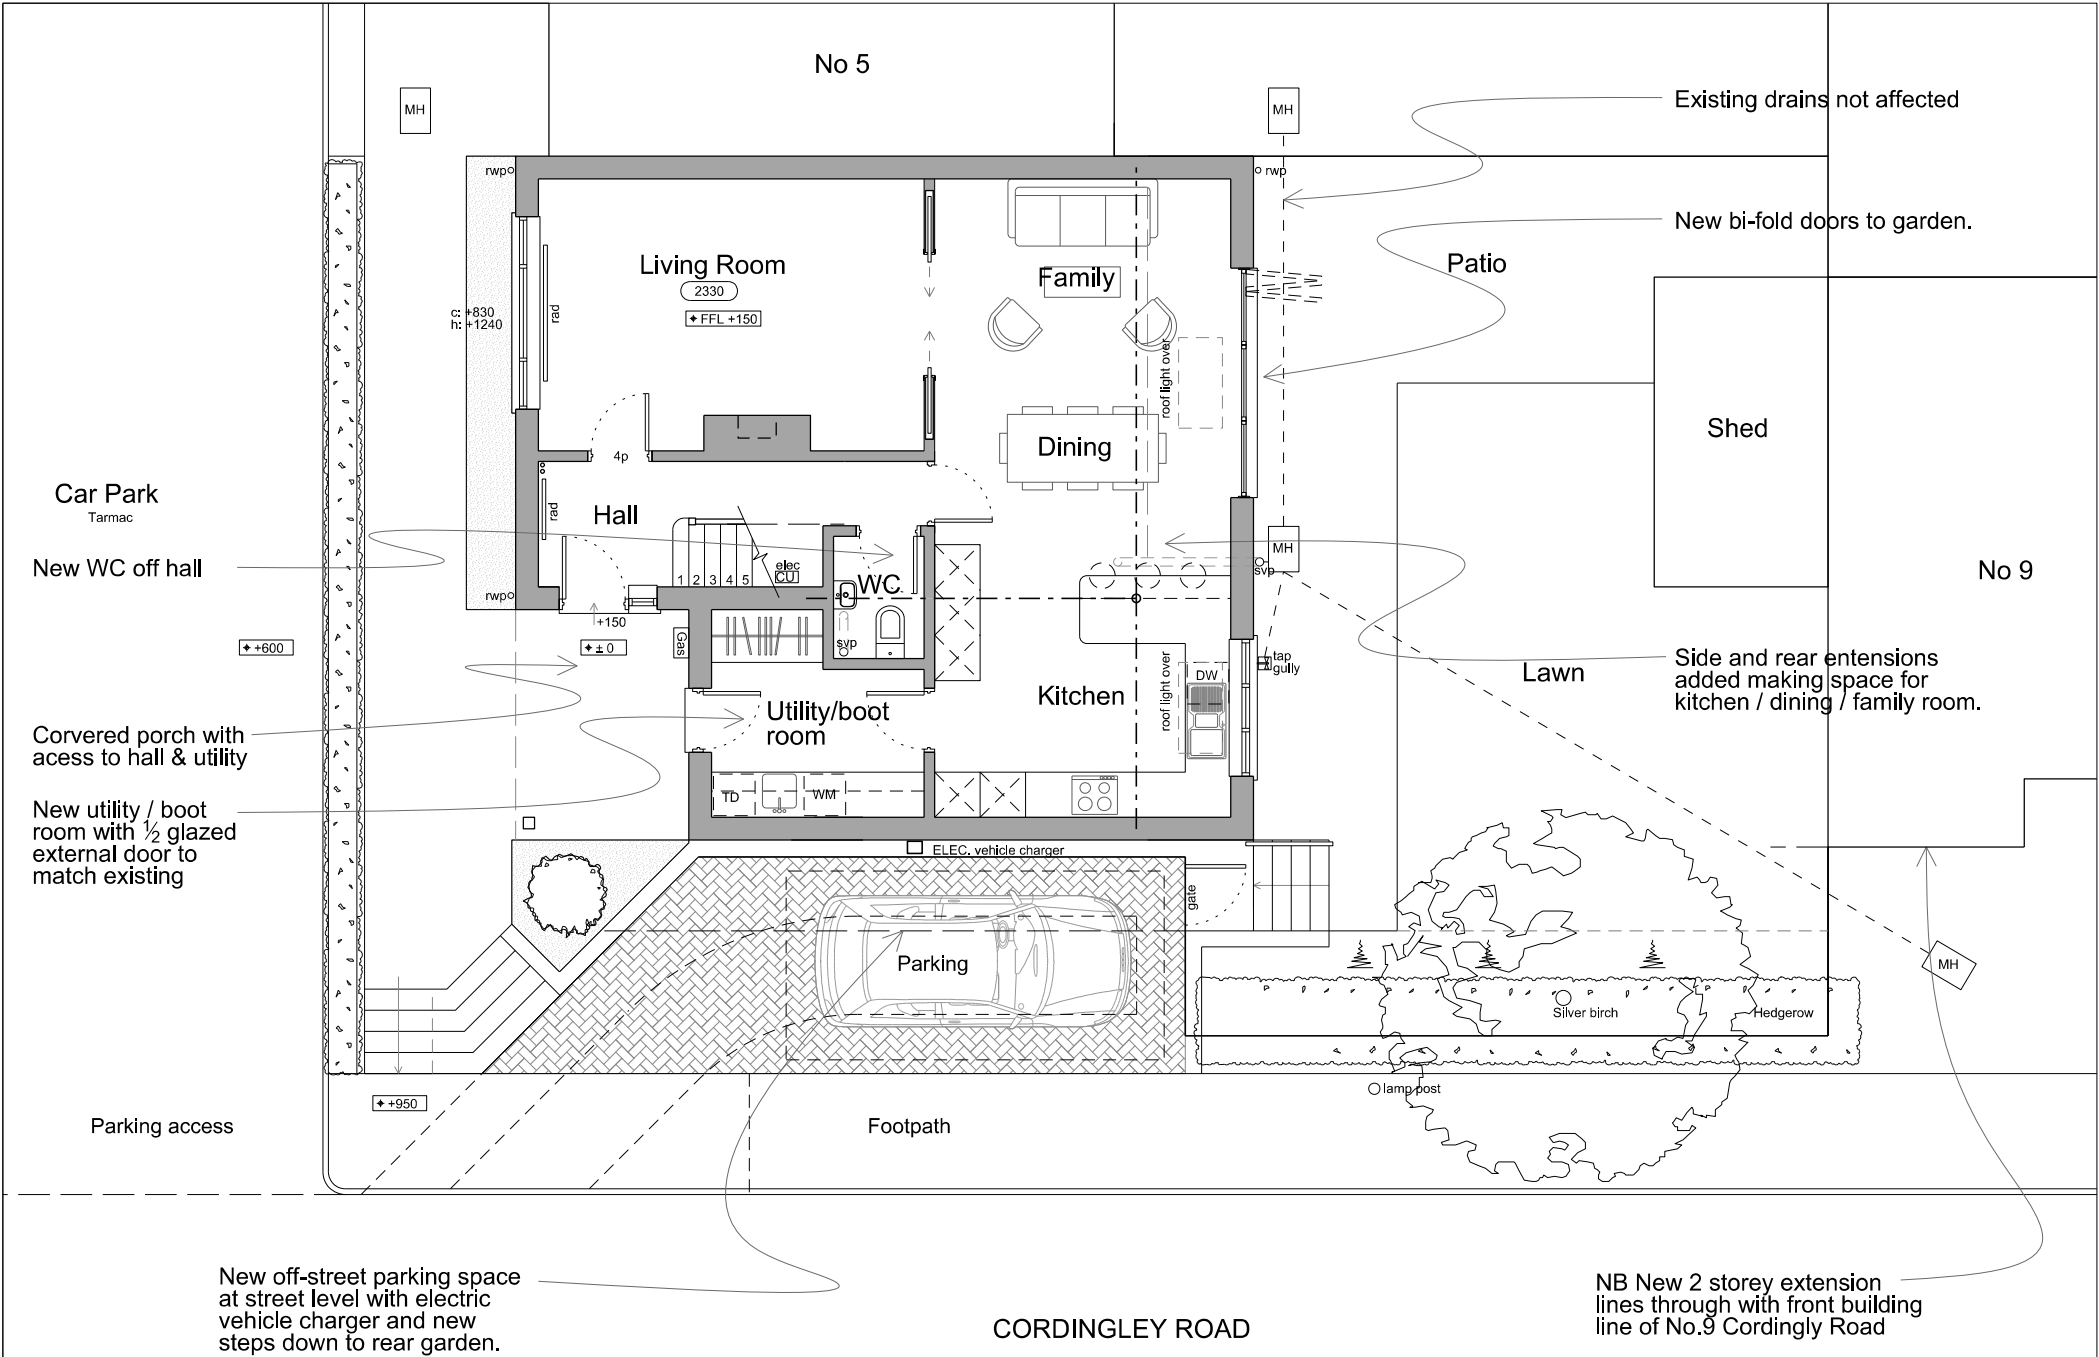 No 5
MH
MH
Existing drains not affected
rwp
rwp
New bi-fold doors to garden.
Living Room
Family
Patio
2330
c: +830
h: +1240
rad
FFL +150
roof light over
Shed
Dining
4p
Car Park
Tarmac
rad
Hall
New WC off hall
MH
svp
elec
CU
1 2 3 4 5
WC
No 9
rwp
+150
+600
± 0
Gas
svp
tap
gully
Side and rear entensions
added making space for
kitchen / dining / family room.
Lawn
Kitchen
DW
roof light over
Utility/boot
room
Corvered porch with
acess to hall & utility
TD
WM
New utility / boot
room with ½ glazed
external door to
match existing
ELEC. vehicle charger
gate
Parking
MH
Silver birch
Hedgerow
lamp post
+950
Parking access
Footpath
New off-street parking space
at street level with electric
vehicle charger and new
steps down to rear garden.
CORDINGLEY ROAD
NB New 2 storey extension
lines through with front building
line of No.9 Cordingly Road